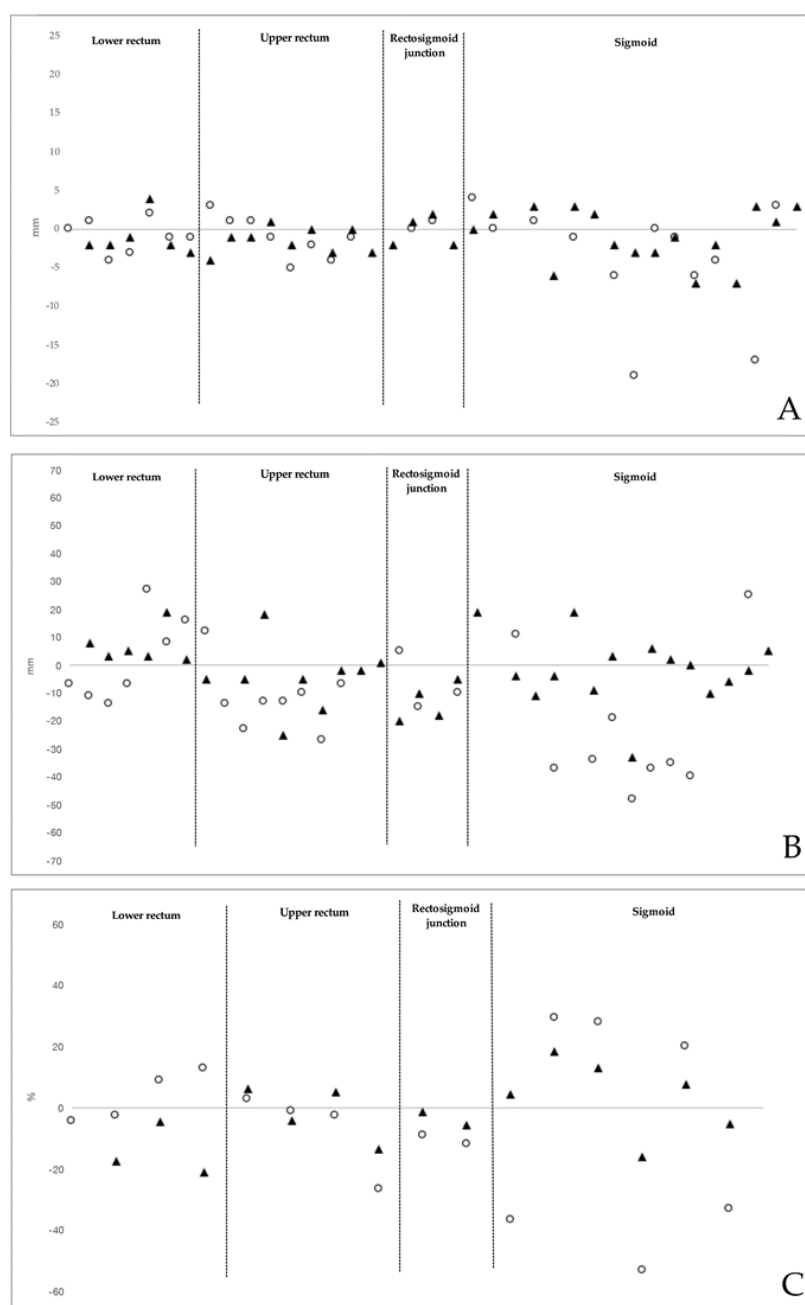 Lower rectum
Upper rectum
Rectosigmoid
junction
Sigmoid
25
20
15
10
5
0
-5
-10
-15
-20
-25
mm
A
Lower rectum
Upper rectum
Rectosigmoid
junction
Sigmoid
70
60
50
40
30
20
10
0
-10
-20
-30
-40
-50
-60
-70
mm
B
Lower rectum
Upper rectum
Rectosigmoid
junction
Sigmoid
60
40
20
0
-20
-40
-60
%
C